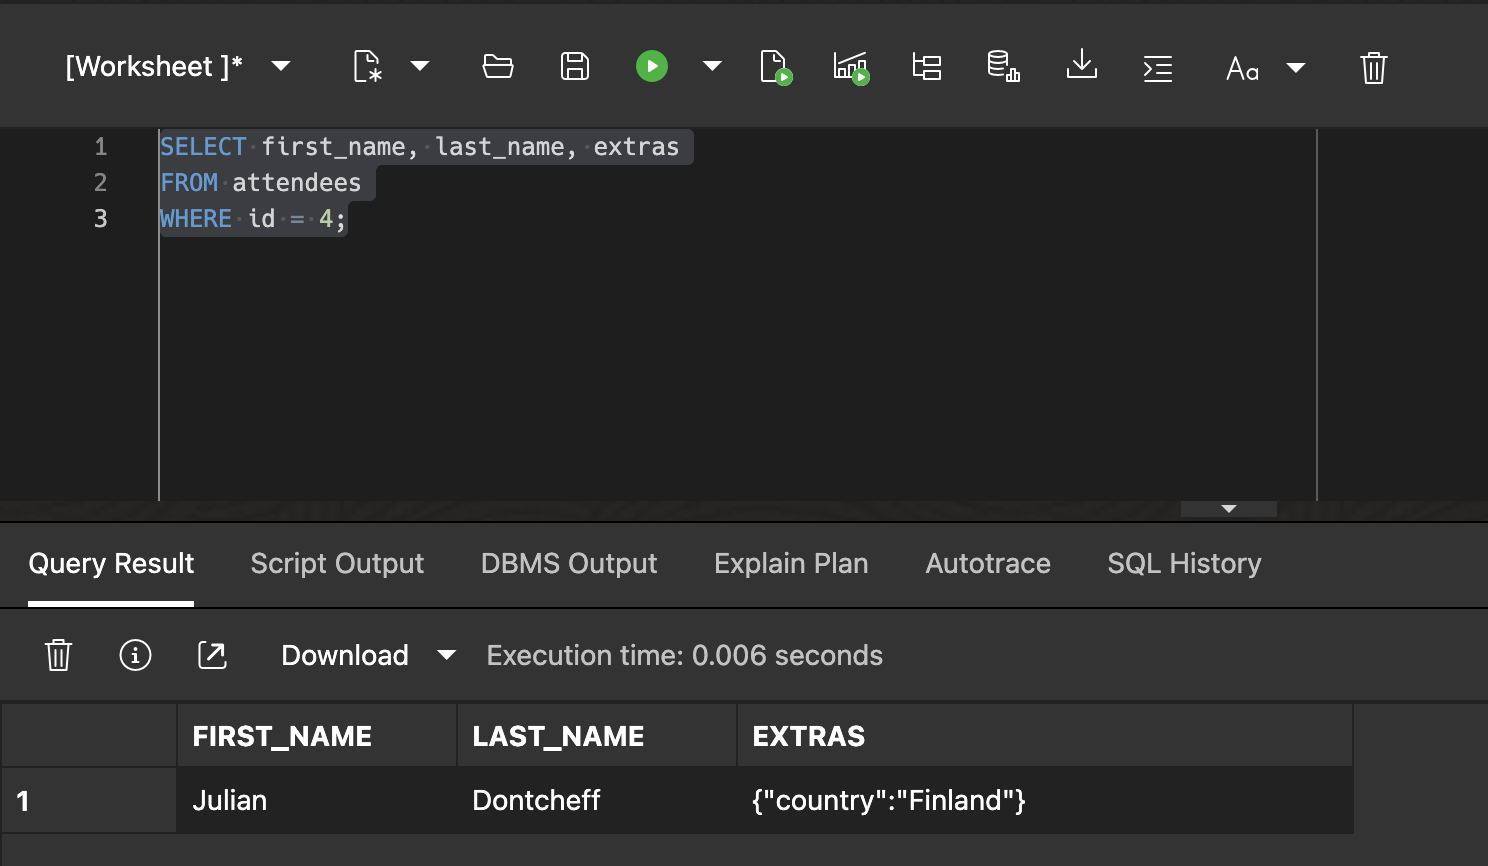 [Worksheet ]*
Aa
1 SELECT first_name, last_name, extras
2 FROM attendees
3 WHERE id = 4;
Query Result Script Output DBMS Output Explain Plan Autotrace SQL History
Download Execution time: 0.006 seconds
FIRST_NAME LAST_NAME EXTRAS
1 Julian Dontcheff {"country":"Finland"}